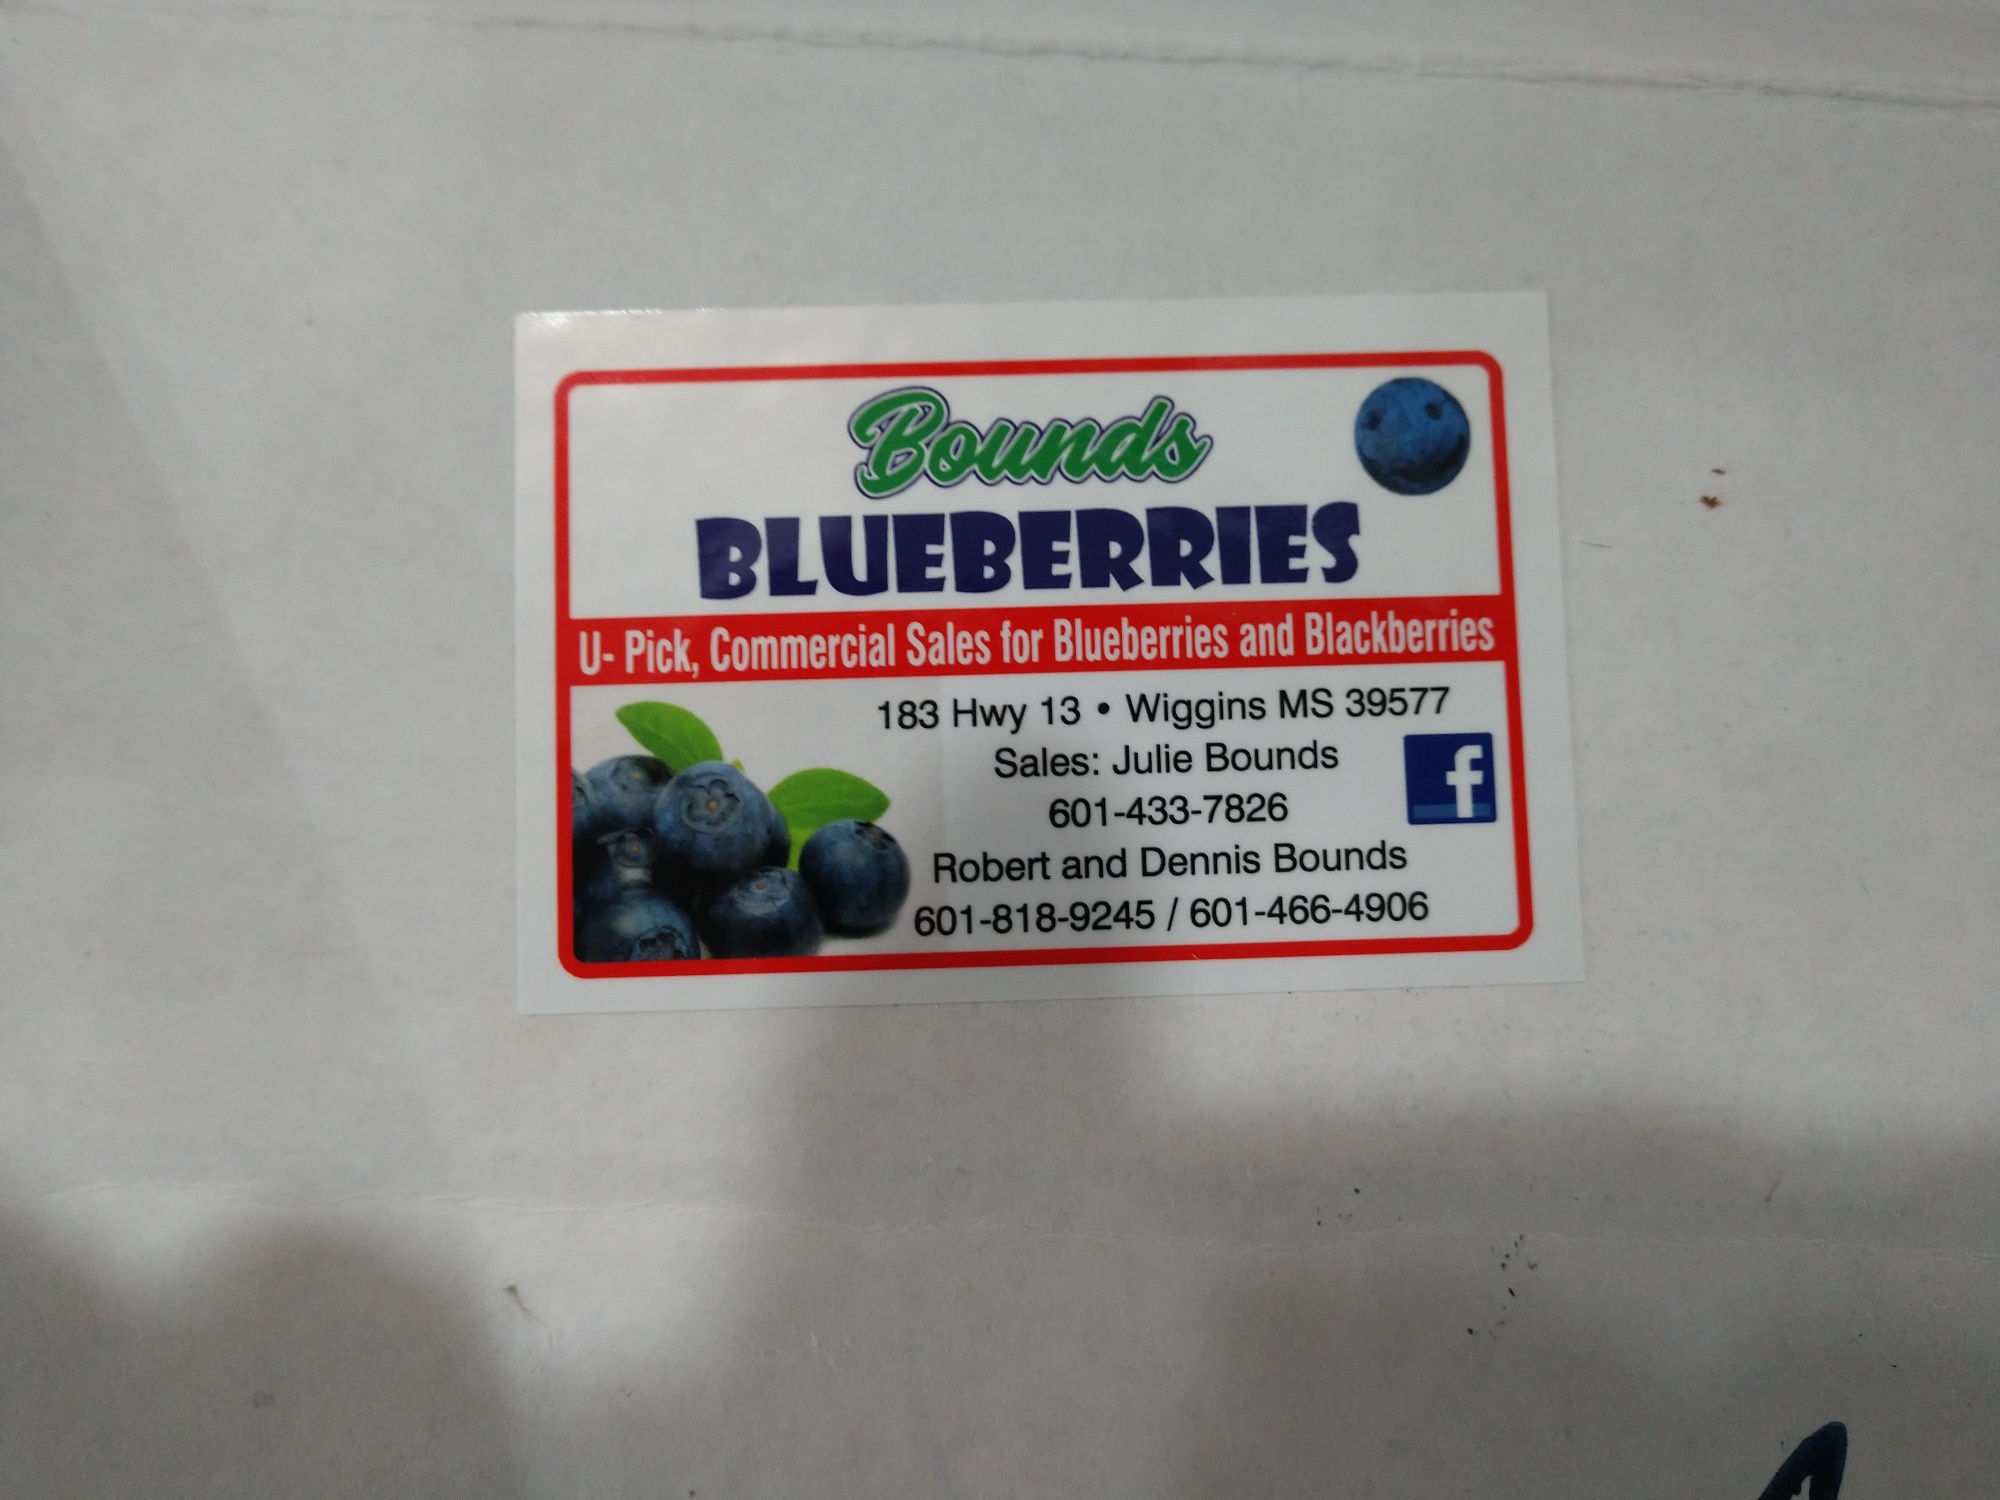 Bounds
BLUEBERRIES
U- Pick, Commercial Sales for Blueberries and Blackberries
183 Hwy 13 • Wiggins MS 39577
Sales: Julie Bounds
f
601-433-7826
Robert and Dennis Bounds
601-818-9245 / 601-466-4906